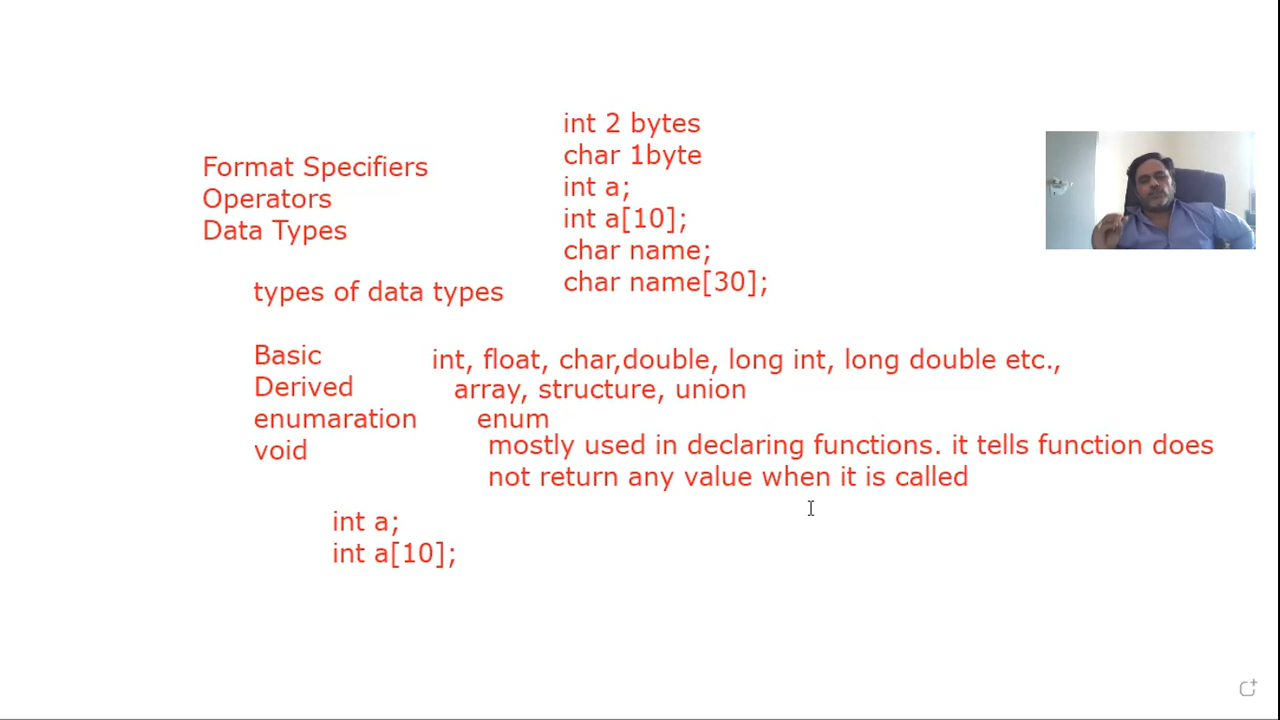 int 2 bytes
char 1byte
int a;
int a[10];
char name;
char name[30];
Format Specifiers
Operators
Data Types
types of data types
Basic int, float, char,double, long int, long double etc.,
Derived array, structure, union
enumaration enum
void mostly used in declaring functions. it tells function does
not return any value when it is called
int a;
int a[10];